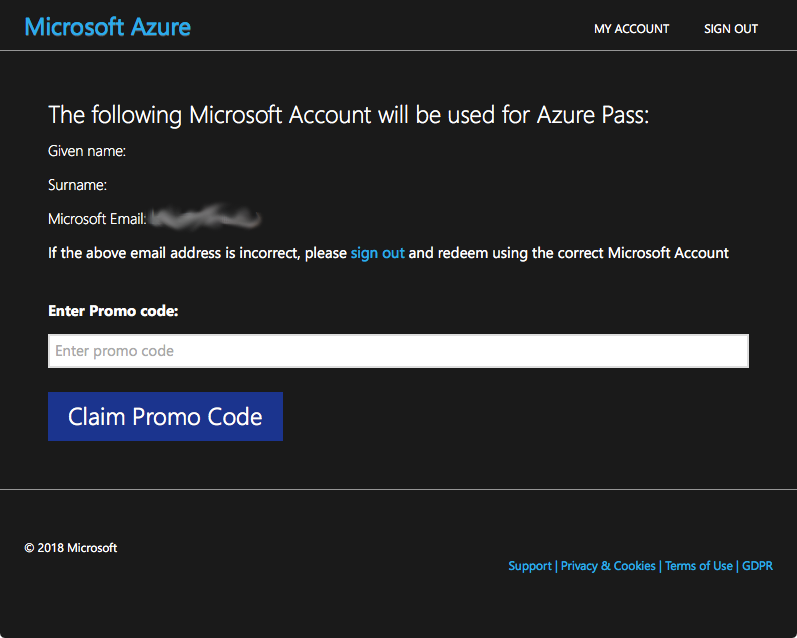 Microsoft Azure
MY ACCOUNT SIGN OUT
The following Microsoft Account will be used for Azure Pass:
Given name:
Surname:
Microsoft Email:
If the above email address is incorrect, please sign out and redeem using the correct Microsoft Account
Enter Promo code:
Enter promo code
Claim Promo Code
© 2018 Microsoft
Support | Privacy & Cookies | Terms of Use | GDPR